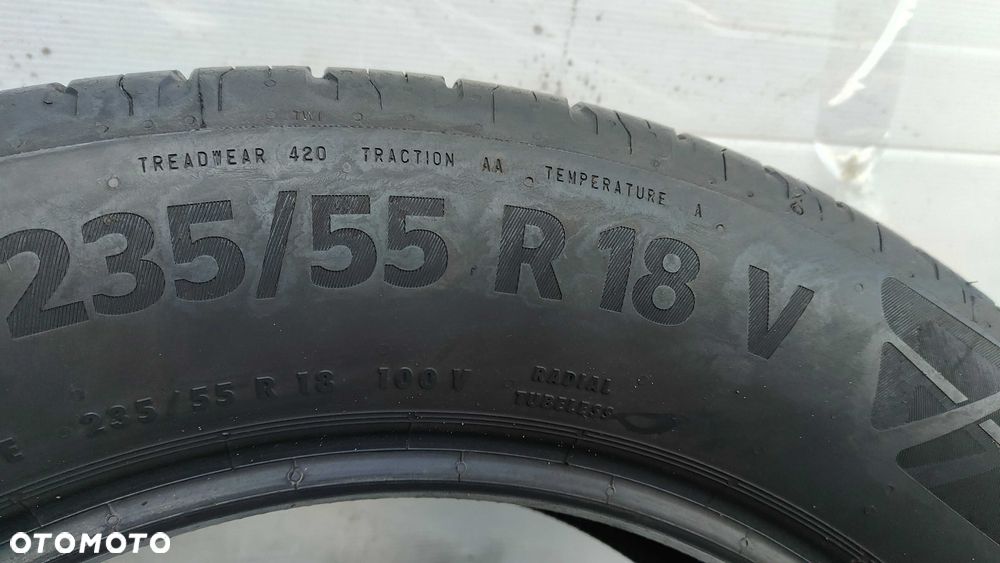 TWI
TREADWEAR 420 TRACTION AA TEMPERATURE A
235/55 R 18 V
E 235/55 R 18 100 V RADIAL
TUBELESS
OTOMOTO